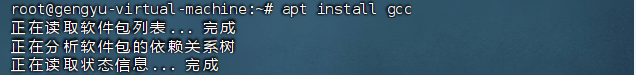 root@gengyu-virtual-machine:~# apt install gcc
正在读取软件包列表... 完成
正在分析软件包的依赖关系树
正在读取状态信息... 完成